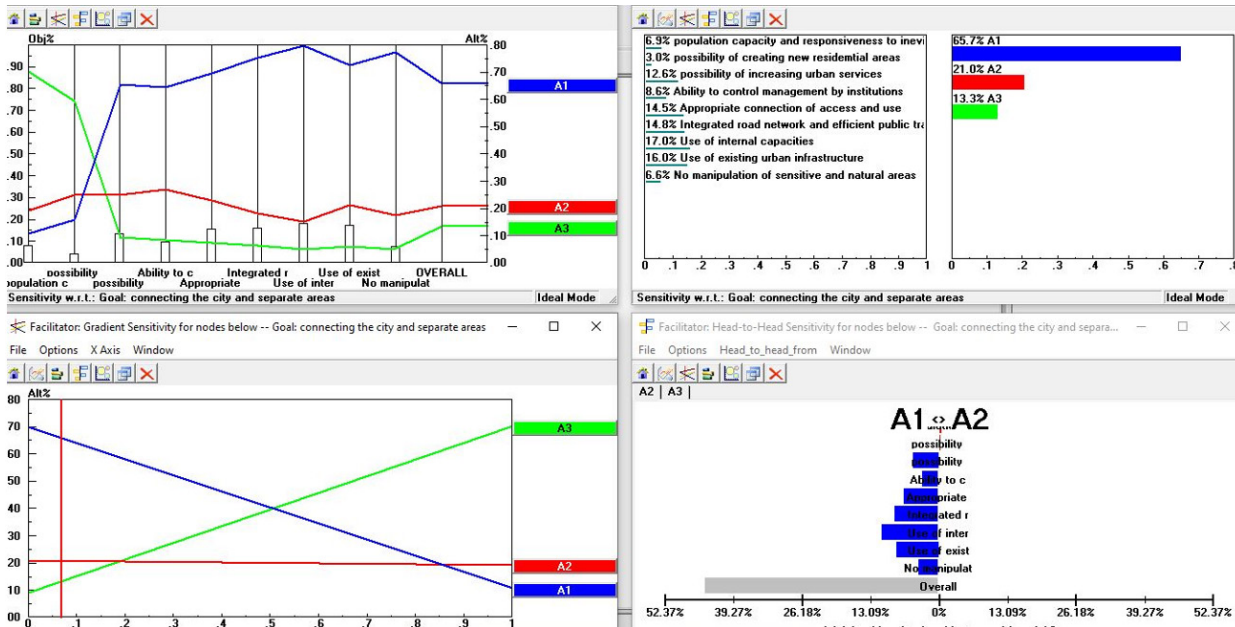 Obj% Alt%
.90 .80
.80 .70
.70 .60
.60 .50
.50 .40
.40 .30
.30 .20
.20 .10
.10 .00
.00
A1
A2
A3
possibility Ability to c Integrated r Use of exist OVERALL
population c possibility Appropriate Use of inter No manipulat
Sensitivity w.r.t.: Goal: connecting the city and separate areas Ideal Mode
6.9% population capacity and responsiveness to inevi
3.0% possibility of creating new residential areas
12.6% possibility of increasing urban services
8.6% Ability to control management by institutions
14.5% Appropriate connection of access and use
14.8% Integrated road network and efficient public tra
17.0% Use of internal capacities
16.0% Use of existing urban infrastructure
6.6% No manipulation of sensitive and natural areas
0 .1 .2 .3 .4 .5 .6 .7 .8 .9 1
65.7% A1
21.0% A2
13.3% A3
0 .1 .2 .3 .4 .5 .6 .7 .8
Sensitivity w.r.t.: Goal: connecting the city and separate areas Ideal Mode
Facilitator: Gradient Sensitivity for nodes below -- Goal: connecting the city and separate areas
File Options X Axis Window
Alt%
80
70
60
50
40
30
20
10
00
0 .1 .2 .3 .4 .5 .6 .7 .8 .9 1
A3
A2
A1
Facilitator: Head-to-Head Sensitivity for nodes below -- Goal: connecting the city and separa...
File Options Head_to_head_from Window
A2 | A3 |
A1 <> A2
possibility
possibility
Ability to c
Appropriate
Integrated r
Use of inter
Use of exist
No manipulat
Overall
52.37% 39.27% 26.18% 13.09% 0% 13.09% 26.18% 39.27% 52.37%